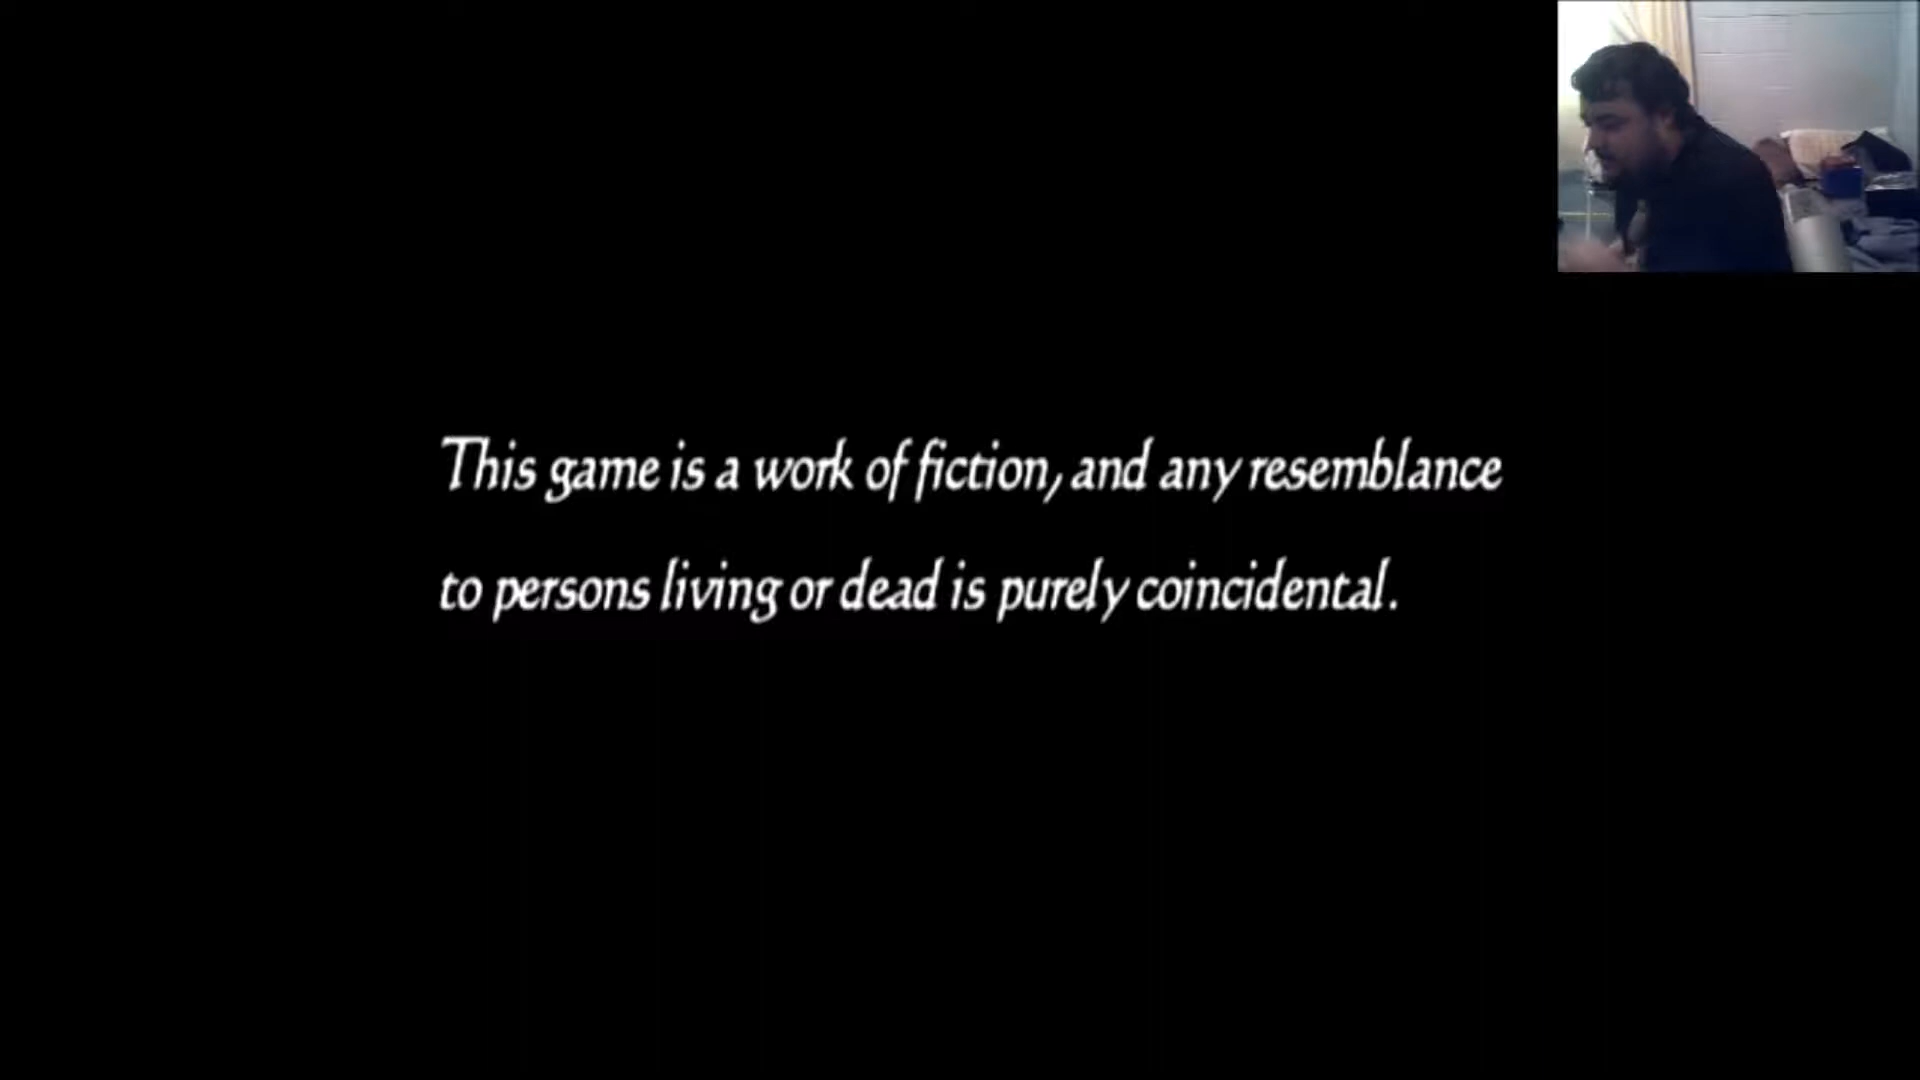 This game is a work of fiction, and any resemblance
to persons living or dead is purely coincidental.